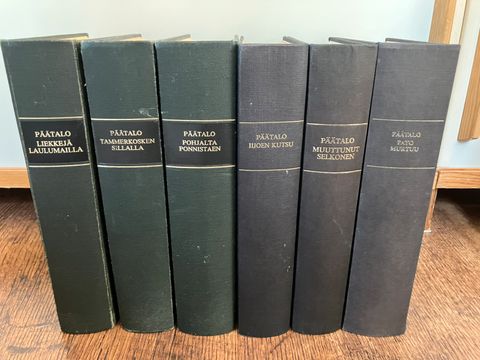 PÄÄTALO
LIEKKEJÄ
LAULUMAILLA
PÄÄTALO
TAMMERKOSKEN
SILLALLA
PÄÄTALO
POHJALTA
PONNISTAEN
PÄÄTALO
IIJOEN KUTSU
PÄÄTALO
MUUTTUNUT
SELKONEN
PÄÄTALO
PATO
MURTUU